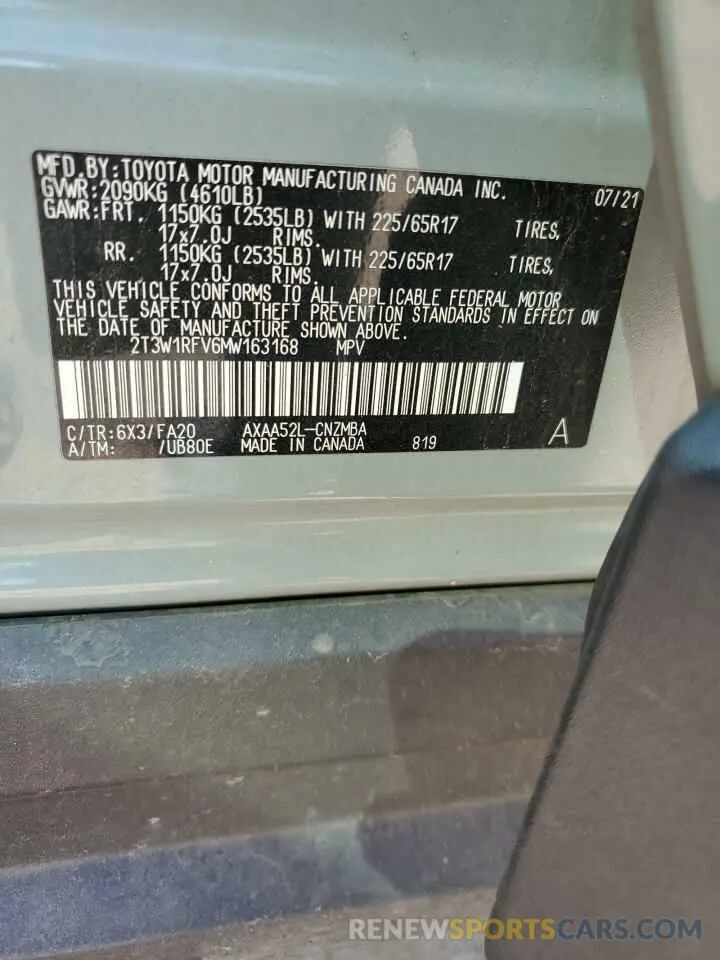 MFD.BY:TOYOTA MOTOR MANUFACTURING CANADA INC. 07/21
GVWR:2090KG (4610LB)
GAWR:FRT. 1150KG (2535LB) WITH 225/65R17 TIRES,
17x7.0J RIMS.
RR. 1150KG (2535LB) WITH 225/65R17 TIRES,
17x7.0J RIMS.
THIS VEHICLE CONFORMS TO ALL APPLICABLE FEDERAL MOTOR
VEHICLE SAFETY AND THEFT PREVENTION STANDARDS IN EFFECT ON
THE DATE OF MANUFACTURE SHOWN ABOVE.
2T3W1RFV6MW163168 MPV
C/TR:6X3/FA20 AXAA52L-CNZMBA
A/TM: /UB80E MADE IN CANADA 819 A
RENEWSPORTSCARS.COM